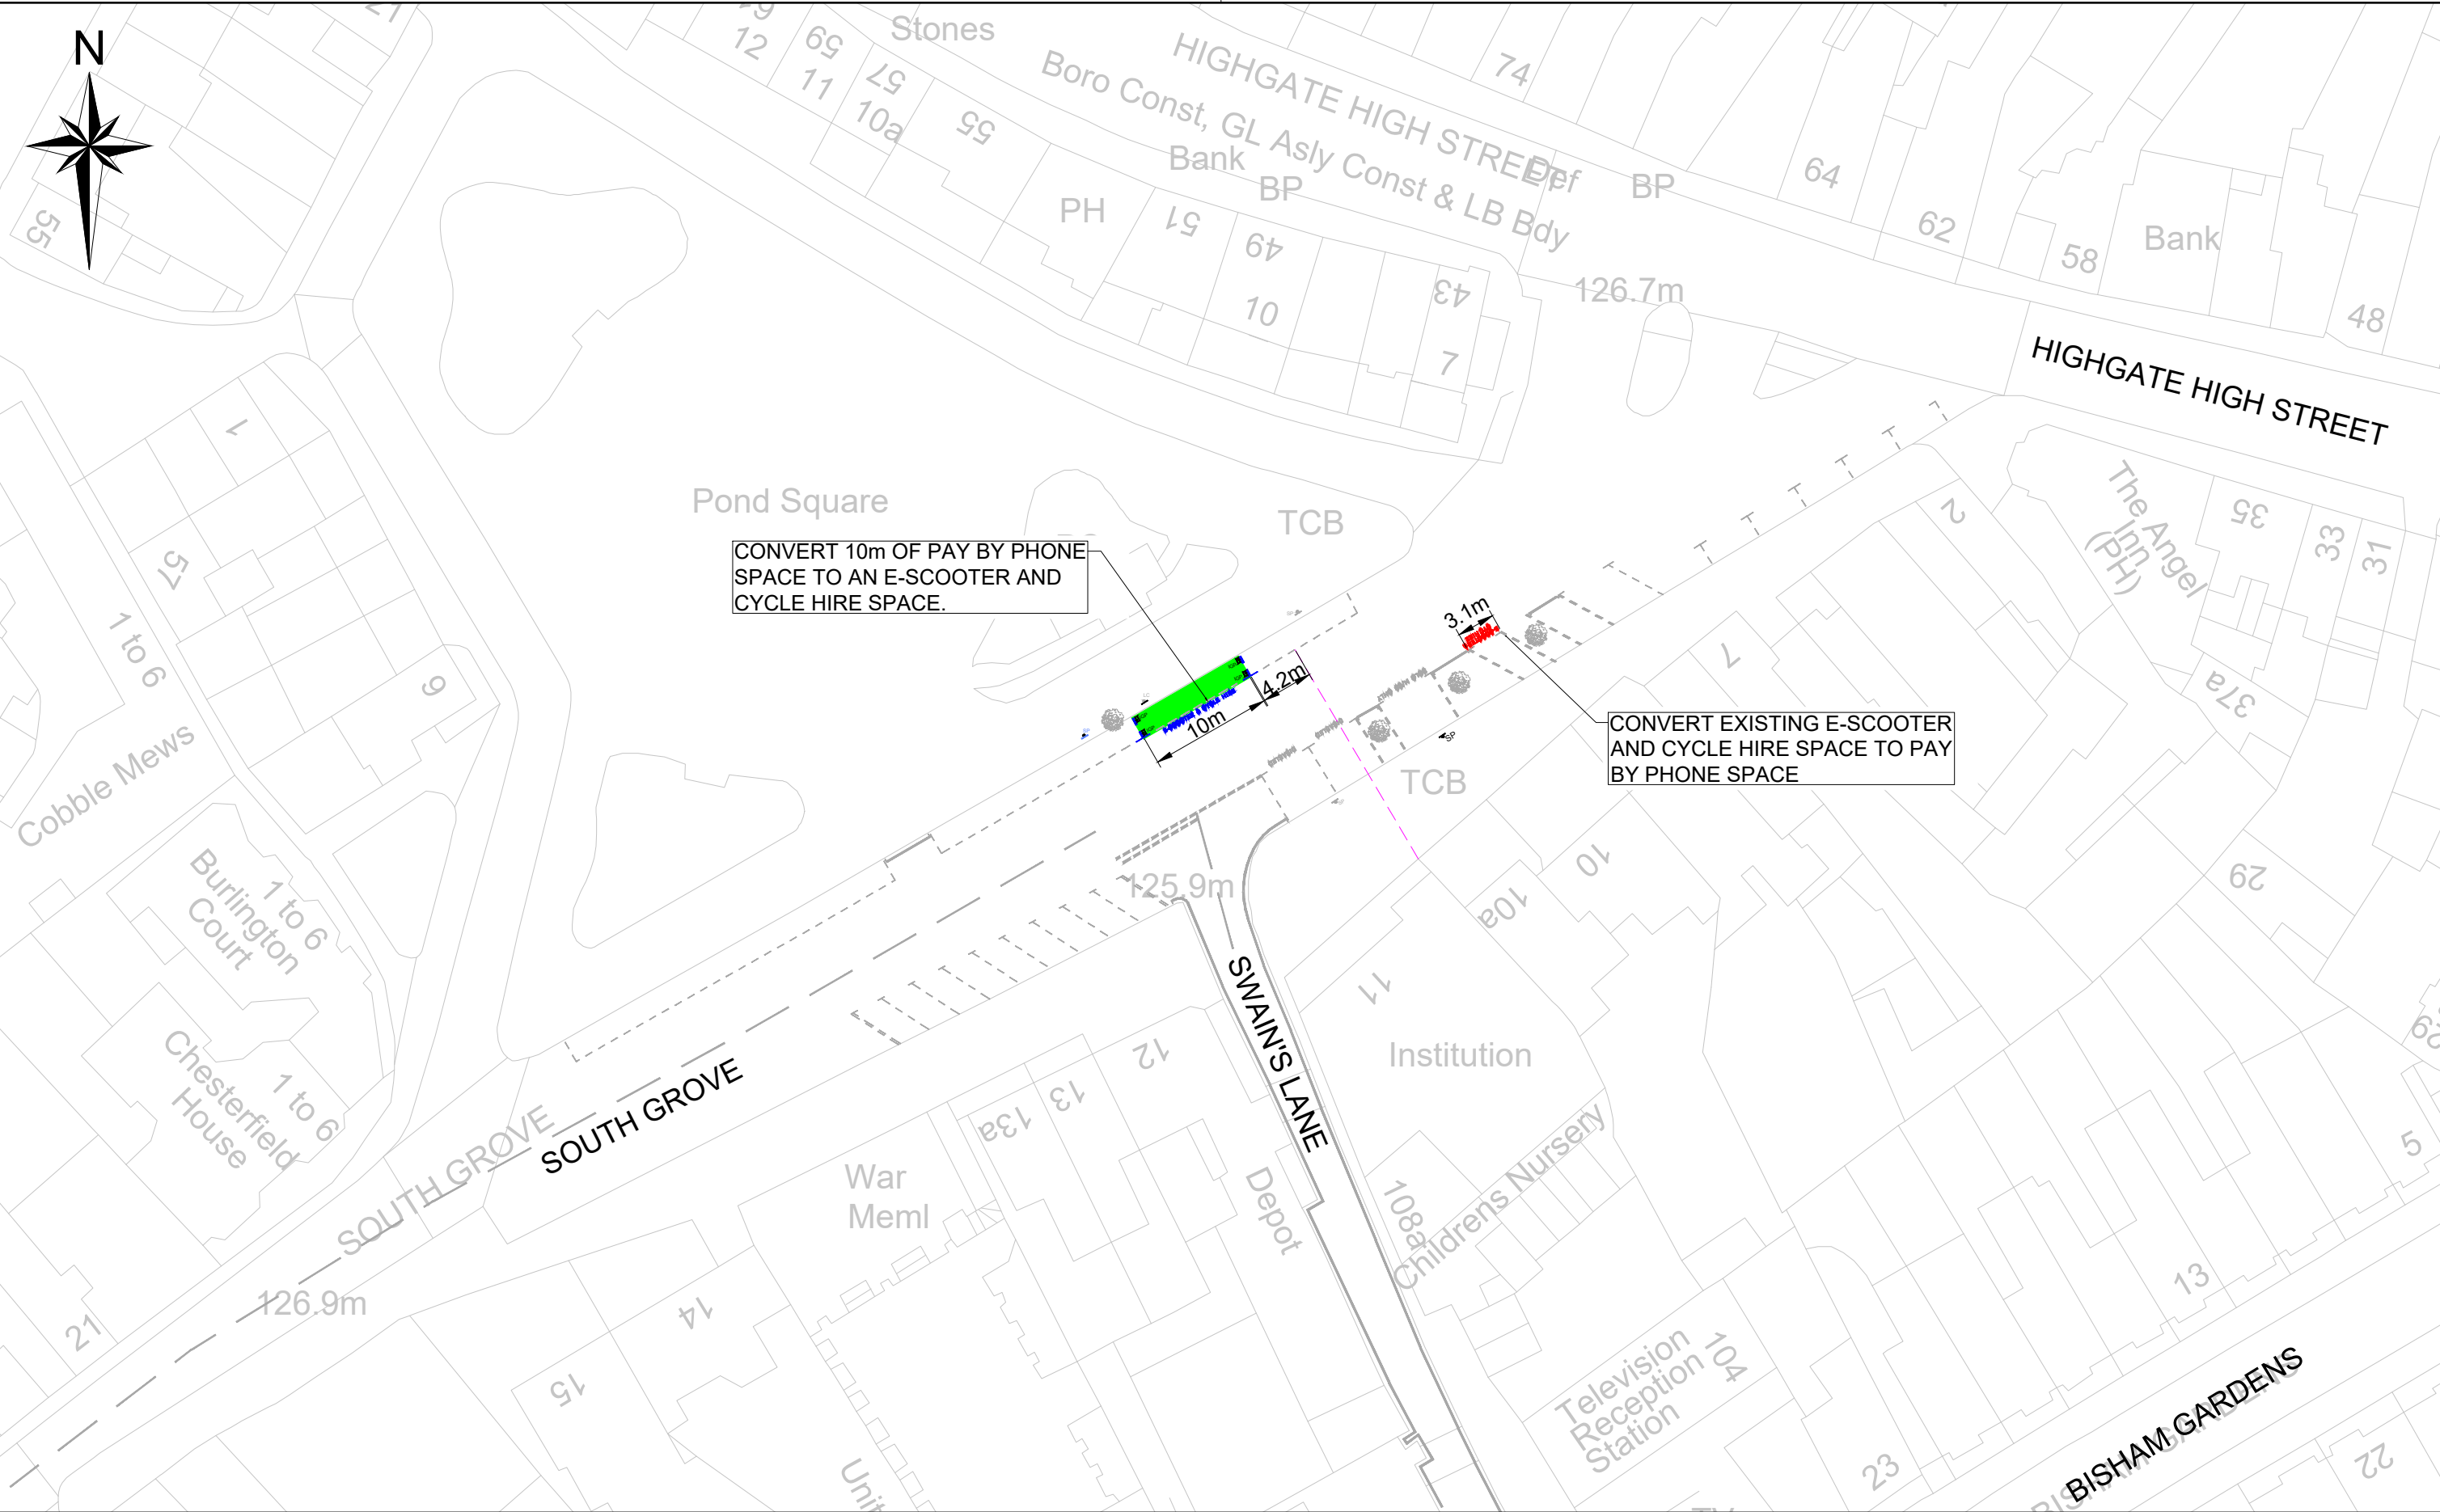 N
Stones
12
59
11
57
10a
55
HIGHGATE HIGH STREET
Boro Const, GL Asly Const & LB Bdy
Def
74
Bank
BP
BP
PH
51
49
10
43
7
64
62
58
Bank
48
126.7m
55
HIGHGATE HIGH STREET
Pond Square
TCB
CONVERT 10m OF PAY BY PHONE
SPACE TO AN E-SCOOTER AND
CYCLE HIRE SPACE.
3.1m
4.2m
10m
CONVERT EXISTING E-SCOOTER
AND CYCLE HIRE SPACE TO PAY
BY PHONE SPACE
SP
TCB
2
The Angel
Inn
(PH)
35
33
31
37a
29
7
10
10a
11
1
57
1 to 6
6
Cobble Mews
1 to 6
Burlington
Court
1 to 6
Chesterfield
House
125.9m
SWAIN'S LANE
Institution
SOUTH GROVE
SOUTH GROVE
126.9m
12
13
13a
War
Meml
Depot
108a
Childrens Nursery
14
15
21
Television
Reception
Station
104
5
13
23
22
BISHAM GARDENS
BISHAM GARDENS